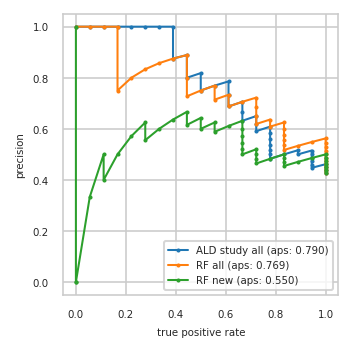 1.0
0.8
0.6
0.4
0.2
0.0
precision
ALD study all (aps: 0.790)
RF all (aps: 0.769)
RF new (aps: 0.550)
0.0 0.2 0.4 0.6 0.8 1.0
true positive rate